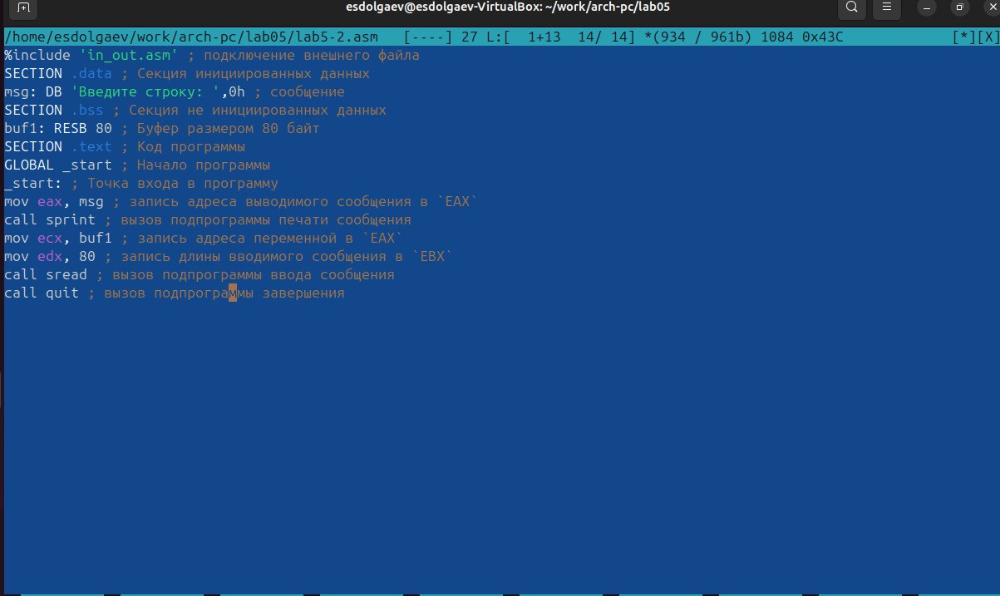 esdolgaev@esdolgaev-VirtualBox: ~/work/arch-pc/lab05
/home/esdolgaev/work/arch-pc/lab05/lab5-2.asm [----] 27 L:[ 1+13 14/ 14] *(934 / 961b) 1084 0x43C [*][X]
%include 'in_out.asm' ; подключение внешнего файла
SECTION .data ; Секция инициированных данных
msg: DB 'Введите строку: ',0h ; сообщение
SECTION .bss ; Секция не инициированных данных
buf1: RESB 80 ; Буфер размером 80 байт
SECTION .text ; Код программы
GLOBAL _start ; Начало программы
_start: ; Точка входа в программу
mov eax, msg ; запись адреса выводимого сообщения в `EAX`
call sprint ; вызов подпрограммы печати сообщения
mov ecx, buf1 ; запись адреса переменной в `EAX`
mov edx, 80 ; запись длины вводимого сообщения в `EBX`
call sread ; вызов подпрограммы ввода сообщения
call quit ; вызов подпрограммы завершения